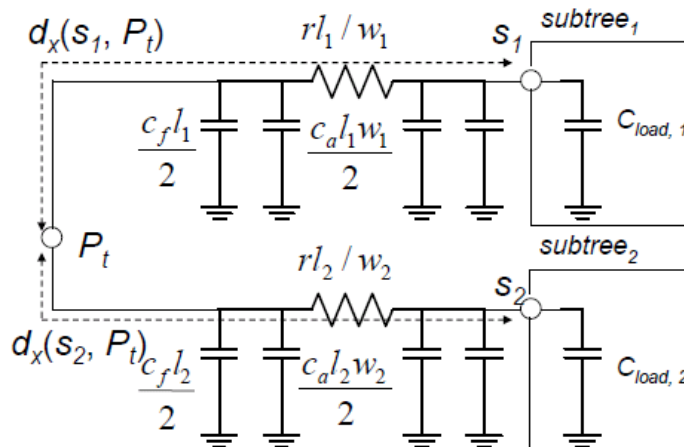 d_x(s_1, P_t)
rl_1 / w_1
s_1
subtree_1
c_f l_1 / 2
c_a l_1 w_1 / 2
C_load, 1
P_t
rl_2 / w_2
subtree_2
s_2
d_x(s_2, P_t)
c_f l_2 / 2
c_a l_2 w_2 / 2
C_load, 2